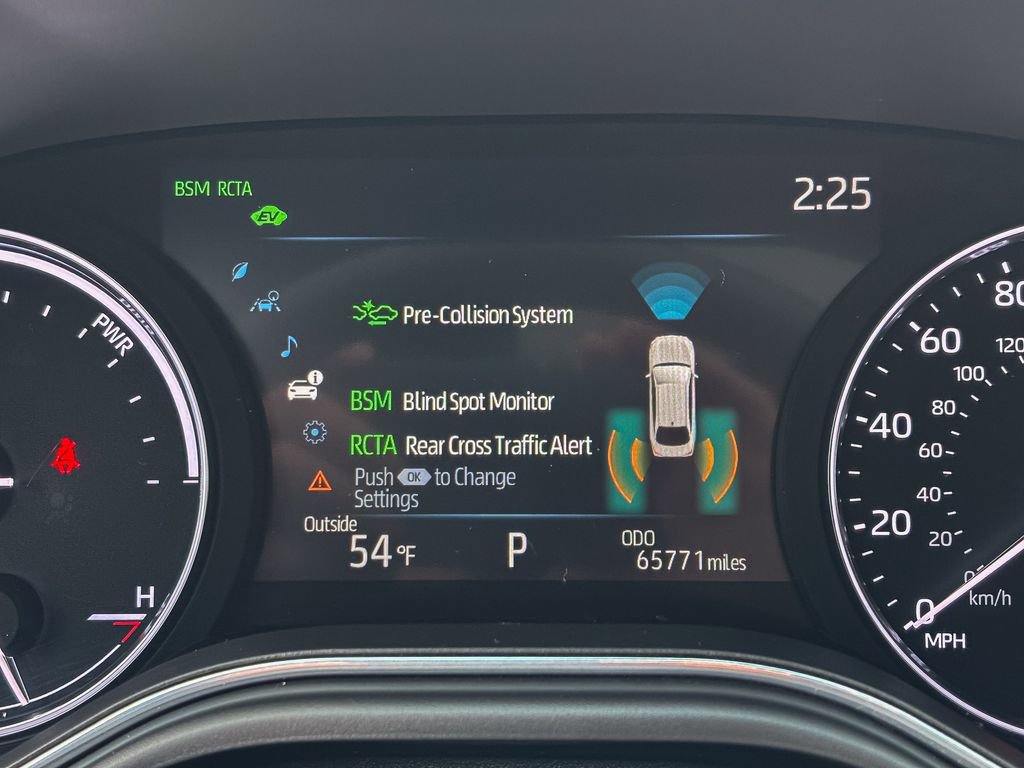 BSM RCTA
2:25
EV
Pre-Collision System
BSM Blind Spot Monitor
RCTA Rear Cross Traffic Alert
Push OK to Change
Settings
Outside
54 °F
P
ODO
65771 miles
PWR
H
80
60
40
20
0
MPH
120
100
80
60
40
20
0
km/h